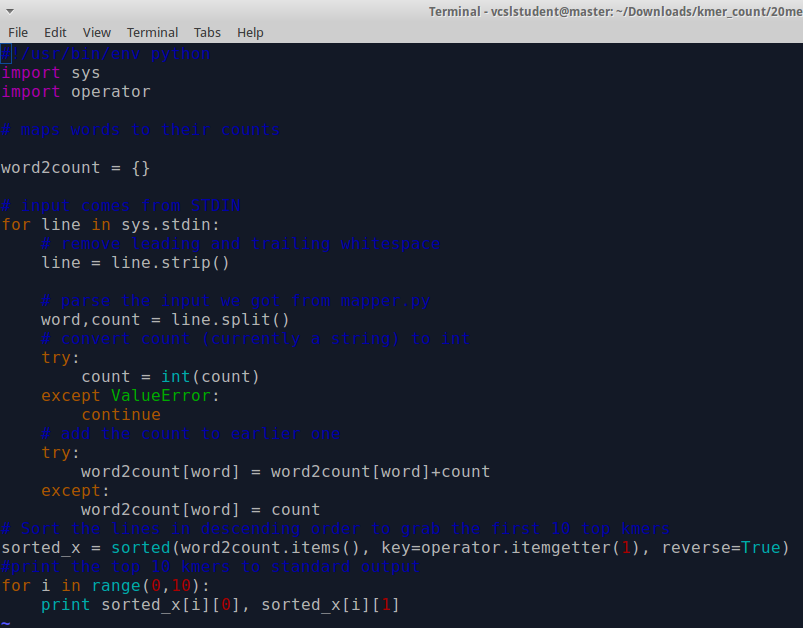 Terminal - vcslstudent@master: ~/Downloads/kmer_count/20me
File Edit View Terminal Tabs Help
#!/usr/bin/env python
import sys
import operator
# maps words to their counts
word2count = {}
# input comes from STDIN
for line in sys.stdin:
    # remove leading and trailing whitespace
    line = line.strip()
    # parse the input we got from mapper.py
    word,count = line.split()
    # convert count (currently a string) to int
    try:
        count = int(count)
    except ValueError:
        continue
    # add the count to earlier one
    try:
        word2count[word] = word2count[word]+count
    except:
        word2count[word] = count
# Sort the lines in descending order to grab the first 10 top kmers
sorted_x = sorted(word2count.items(), key=operator.itemgetter(1), reverse=True)
#print the top 10 kmers to standard output
for i in range(0,10):
    print sorted_x[i][0], sorted_x[i][1]
~